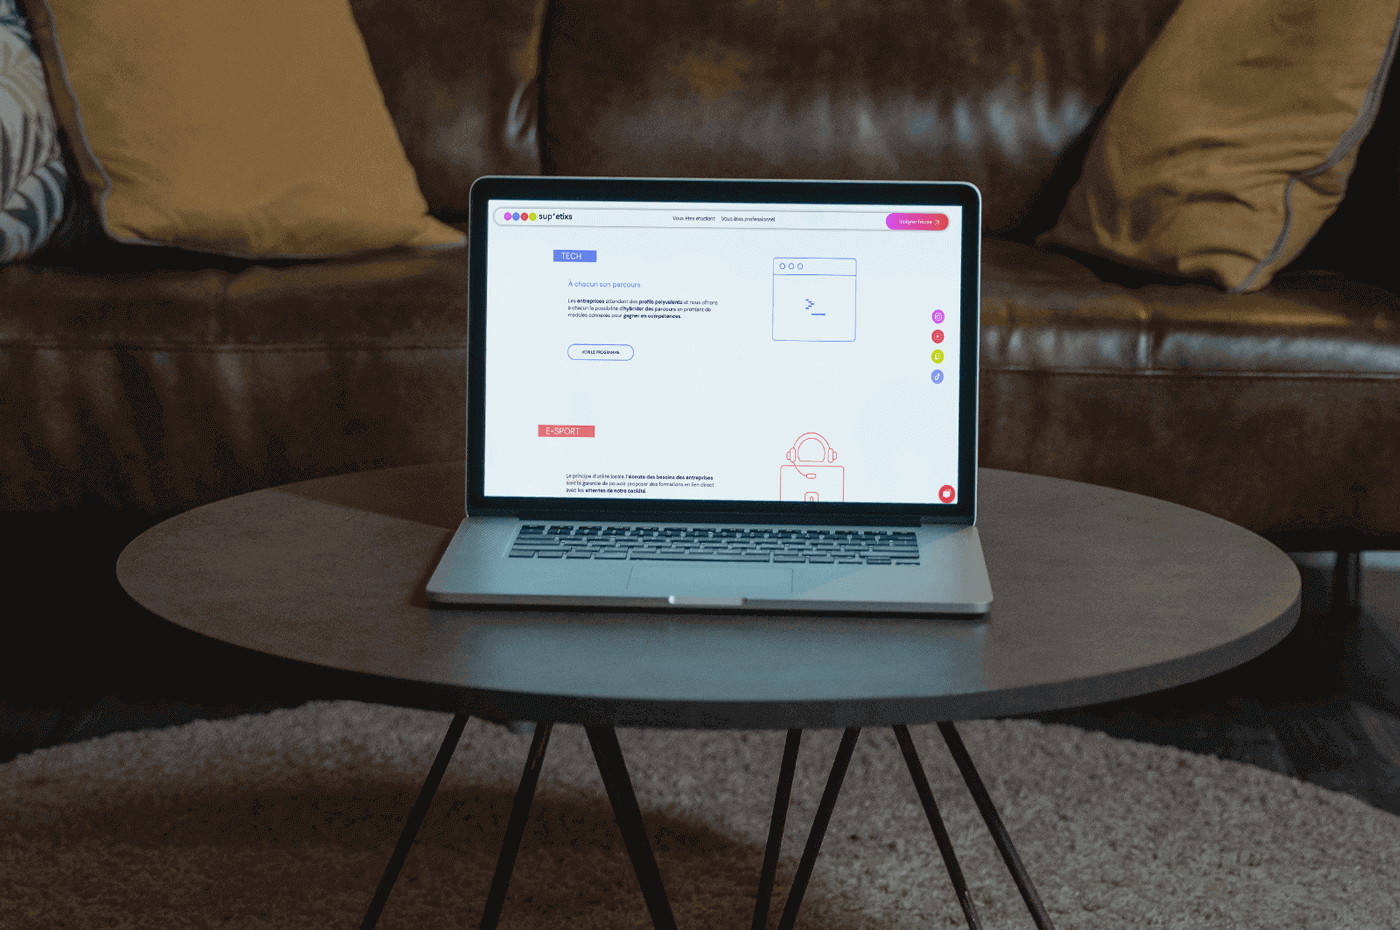 sup'etixs
Vous êtes étudiant Vous êtes professionnel
TECH
À chacun son parcours
Les entreprises attendent des profils polyvalents et nous offrons
à chacun la possibilité d'hybrider des parcours en profitant de
modules connexes pour gagner en compétences.
VOIR LE PROGRAMME
E-SPORT
Le principe d'utilité locale, l'écoute des besoins des entreprises
sont la garantie de pouvoir proposer des formations en lien direct
avec les attentes de notre société.